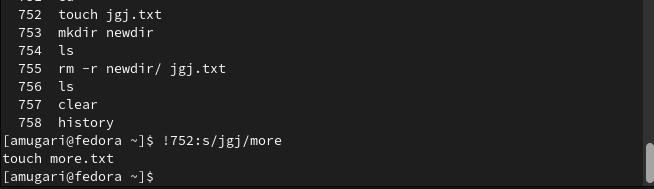 752 touch jgj.txt
753 mkdir newdir
754 ls
755 rm -r newdir/ jgj.txt
756 ls
757 clear
758 history
[amugari@fedora ~]$ !752:s/jgj/more
touch more.txt
[amugari@fedora ~]$